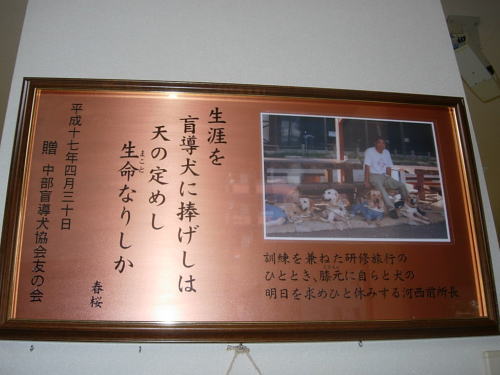 生涯を
盲導犬に捧げしは
天の定めし
生命なりしか
まこと
春桜
平成十七年四月三十日
贈 中部盲導犬協会友の会
訓練を兼ねた研修旅行の
ひととき、膝元に自らと犬の
明日を求めひと休みする河西前所長